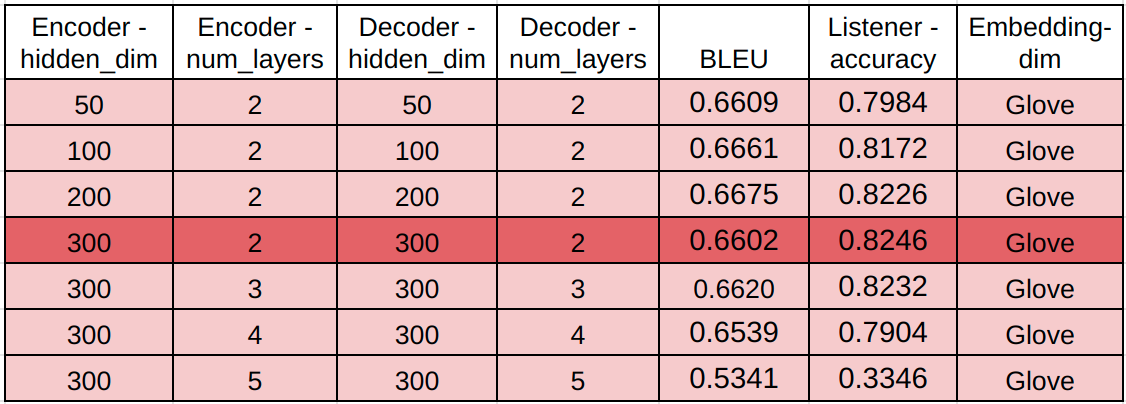 Encoder - hidden_dim Encoder - num_layers Decoder - hidden_dim Decoder - num_layers BLEU Listener - accuracy Embedding-dim
50 2 50 2 0.6609 0.7984 Glove
100 2 100 2 0.6661 0.8172 Glove
200 2 200 2 0.6675 0.8226 Glove
300 2 300 2 0.6602 0.8246 Glove
300 3 300 3 0.6620 0.8232 Glove
300 4 300 4 0.6539 0.7904 Glove
300 5 300 5 0.5341 0.3346 Glove